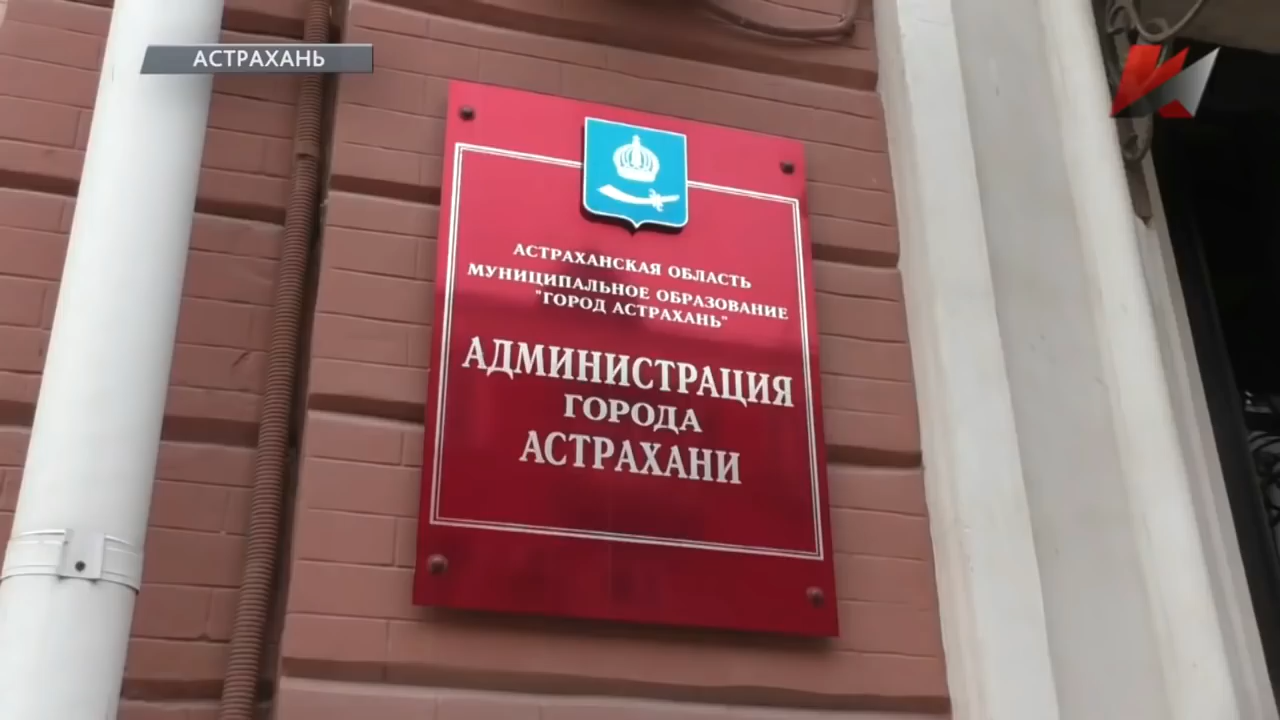 АСТРАХАНЬ
АСТРАХАНСКАЯ ОБЛАСТЬ
МУНИЦИПАЛЬНОЕ ОБРАЗОВАНИЕ
"ГОРОД АСТРАХАНЬ"
АДМИНИСТРАЦИЯ
ГОРОДА
АСТРАХАНИ